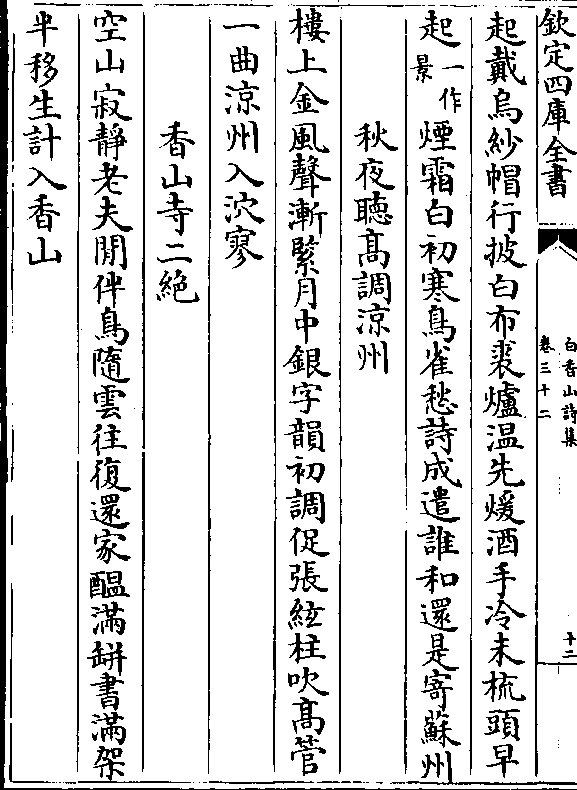 欽定四庫全書
白香山詩集
卷三十二
十二
起戴烏紗帽行披白布裘爐温先煖酒手冷未梳頭早
起一作景煙霜白初寒鳥雀愁詩成遣誰和還是寄蘇州
秋夜聽髙調涼州
樓上金風聲漸緊月中銀字韻初調促張絃柱吹髙管
一曲涼州入泬寥
香山寺二絶
空山寂靜老夫閒伴鳥隨雲往復還家醖滿缾書滿架
半移生計入香山